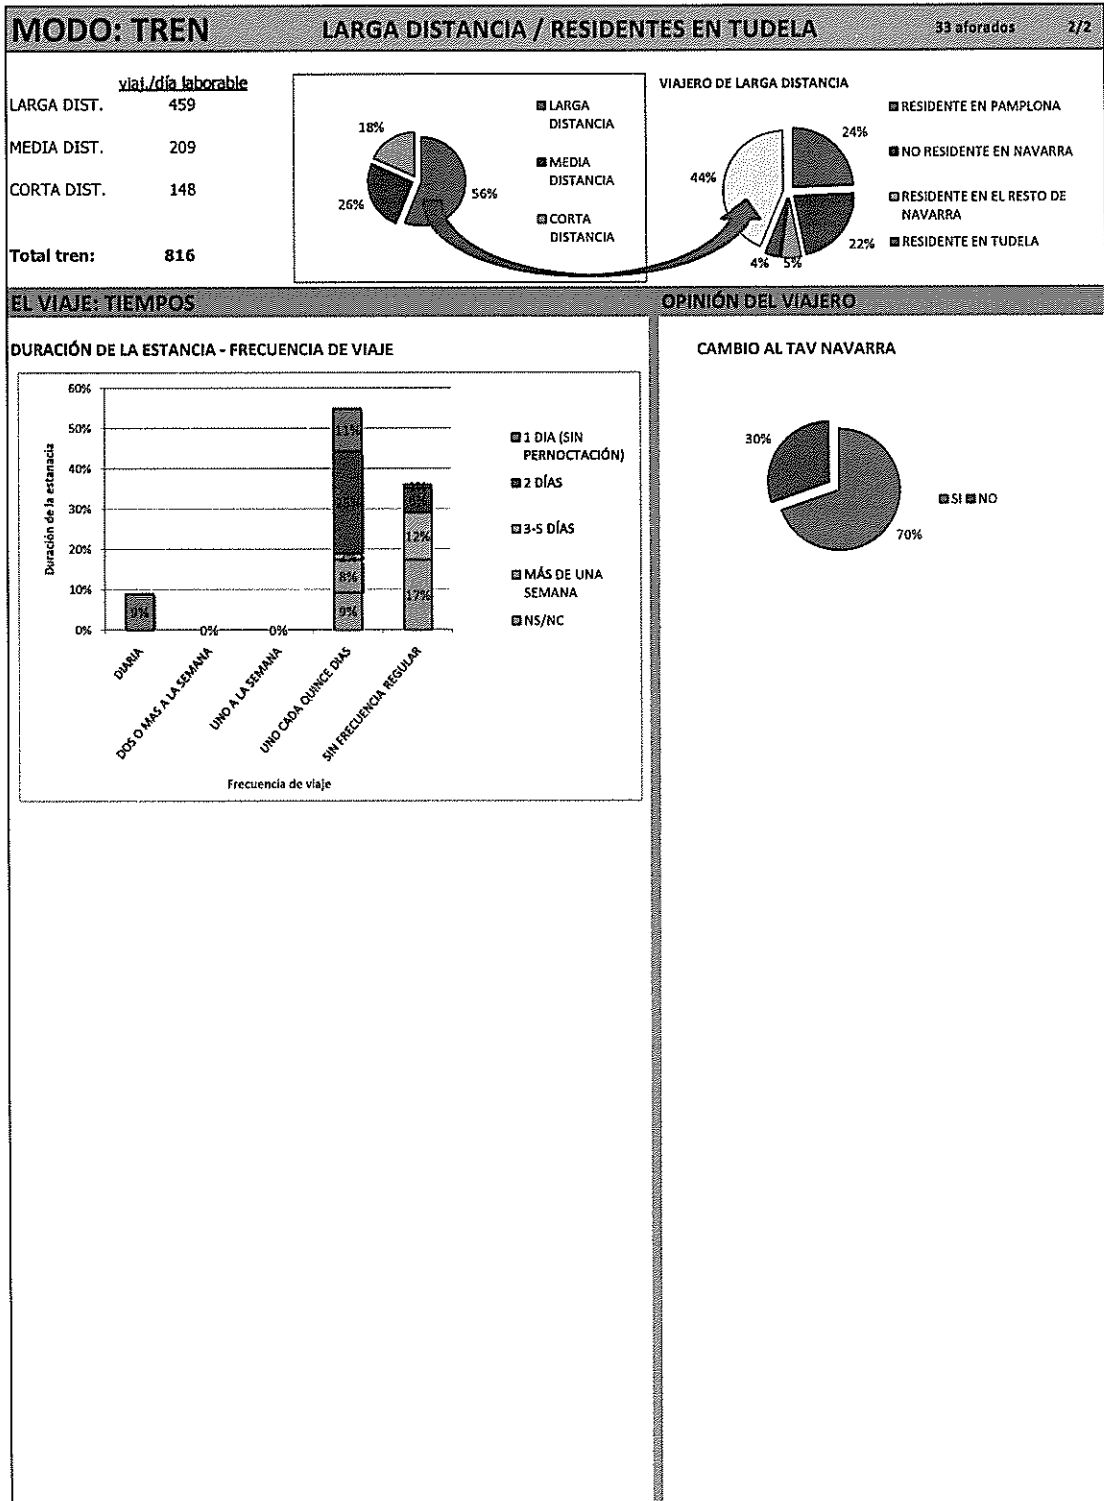 MODO: TREN LARGA DISTANCIA / RESIDENTES EN TUDELA 33 aforados 2/2
viaj./día laborable
LARGA DIST. 459
MEDIA DIST. 209
CORTA DIST. 148
Total tren: 816
18%
26%
56%
LARGA
DISTANCIA
MEDIA
DISTANCIA
CORTA
DISTANCIA
VIAJERO DE LARGA DISTANCIA
24%
44%
22%
4%
5%
RESIDENTE EN PAMPLONA
NO RESIDENTE EN NAVARRA
RESIDENTE EN EL RESTO DE
NAVARRA
RESIDENTE EN TUDELA
EL VIAJE: TIEMPOS
OPINIÓN DEL VIAJERO
DURACIÓN DE LA ESTANCIA - FRECUENCIA DE VIAJE
Duración de la estanacia
60%
50%
40%
30%
20%
10%
0%
9%
0%
0%
11%
8%
9%
12%
17%
DIARIA
DOS O MAS A LA SEMANA
UNO A LA SEMANA
UNO CADA QUINCE DIAS
SIN FRECUENCIA REGULAR
Frecuencia de viaje
1 DIA (SIN
PERNOCTACIÓN)
2 DÍAS
3-5 DÍAS
MÁS DE UNA
SEMANA
NS/NC
CAMBIO AL TAV NAVARRA
30%
70%
SI NO